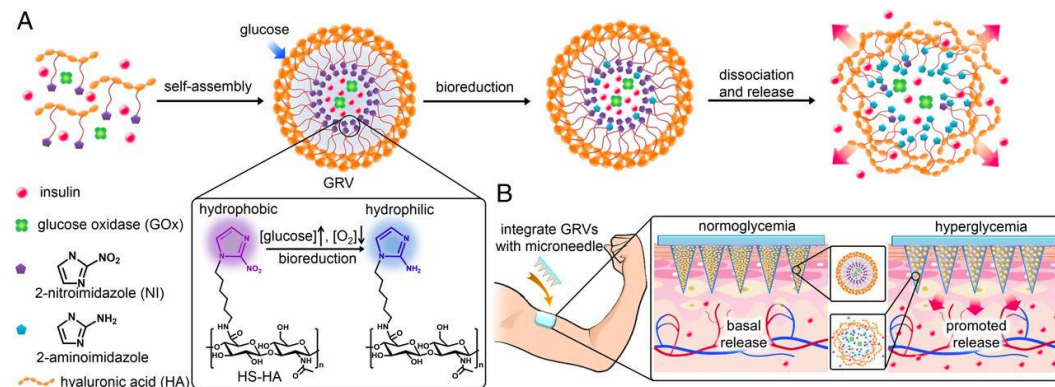 A
glucose
self-assembly
bioreduction
dissociation
and release
GRV
insulin
glucose oxidase (GOx)
N
N
NO₂
2-nitroimidazole (NI)
N
N
H
NH₂
2-aminoimidazole
hyaluronic acid (HA)
hydrophobic
hydrophilic
[glucose]↑, [O₂]↓
bioreduction
NO₂
NH₂
HS-HA
B
integrate GRVs
with microneedle
normoglycemia
hyperglycemia
basal
release
promoted
release